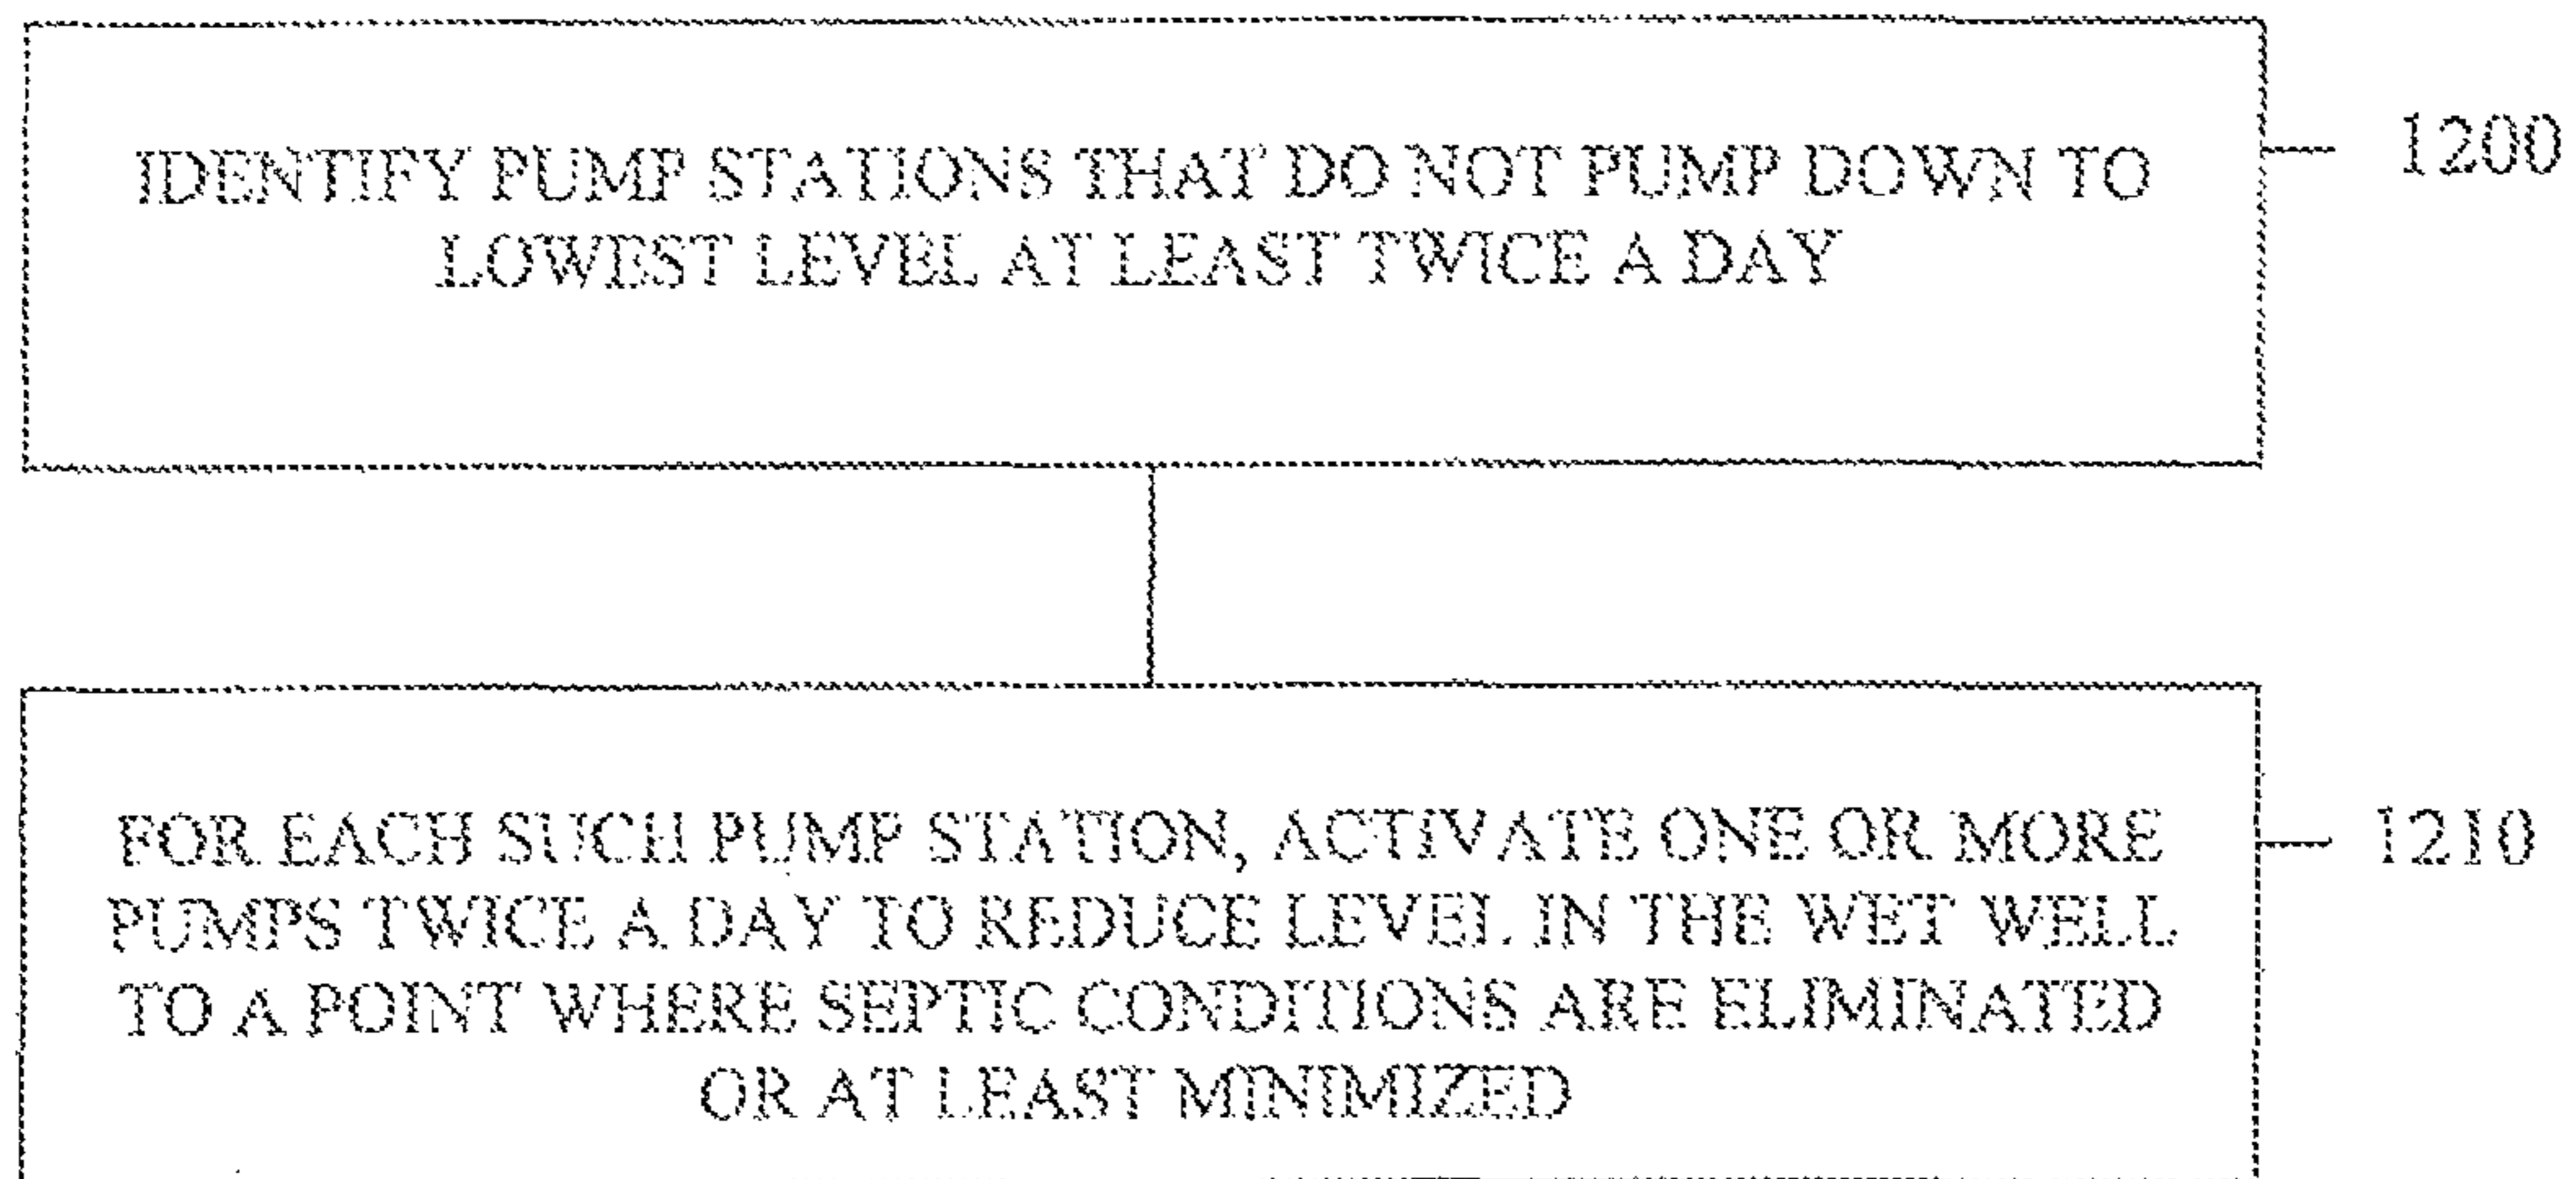 IDENTIFY PUMP STATIONS THAT DO NOT PUMP DOWN TO
LOWEST LEVEL AT LEAST TWICE A DAY
1200
FOR EACH SUCH PUMP STATION, ACTIVATE ONE OR MORE
PUMPS TWICE A DAY TO REDUCE LEVEL IN THE WET WELL
TO A POINT WHERE SEPTIC CONDITIONS ARE ELIMINATED
OR AT LEAST MINIMIZED
1210